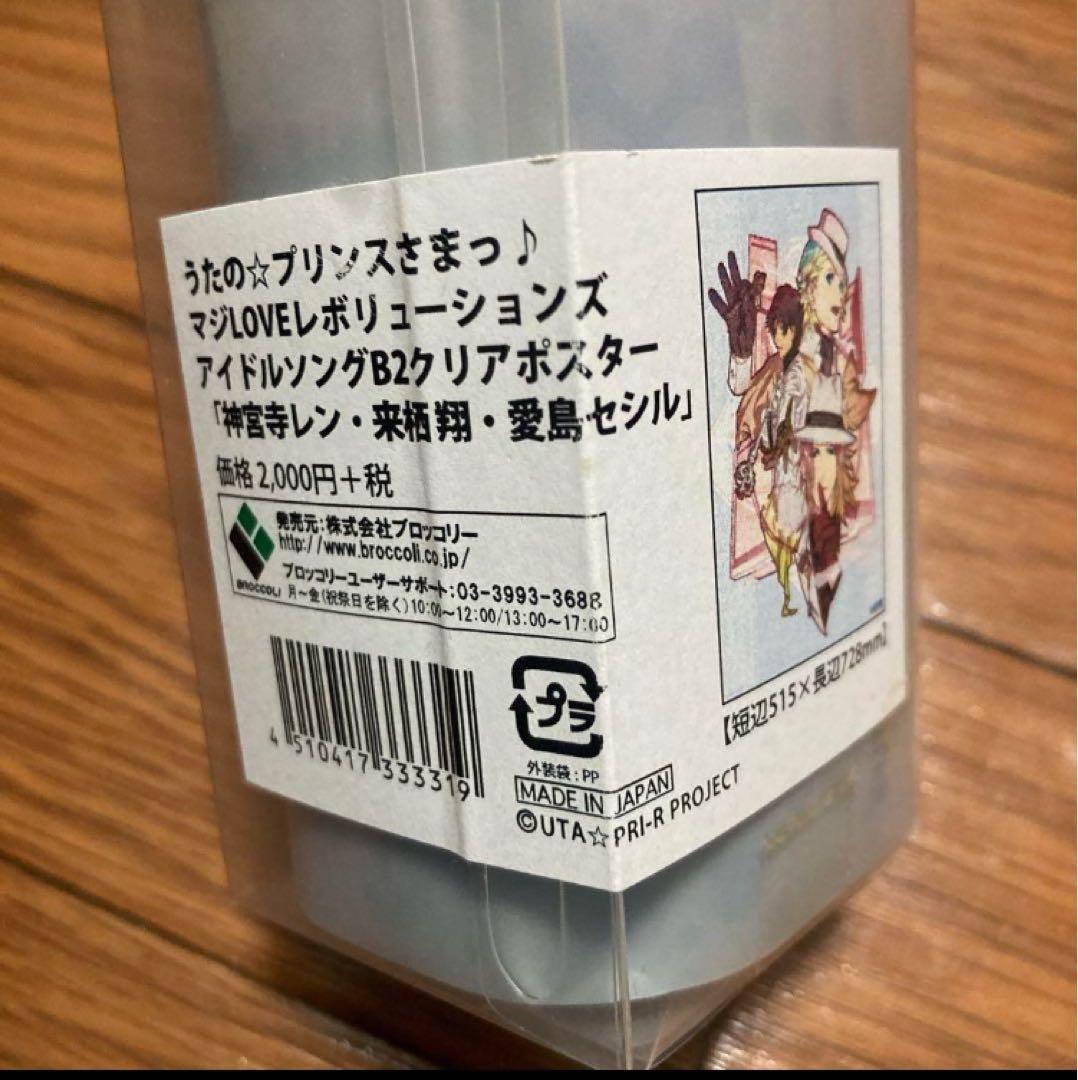 うたの☆プリンスさまっ♪
マジLOVEレボリューションズ
アイドルソングB2クリアポスター
「神宮寺レン・来栖翔・愛島セシル」
価格 2,000円+税
BROCCOLI
発売元:株式会社ブロッコリー
http://www.broccoli.co.jp/
ブロッコリーユーザーサポート:03-3993-3688
月〜金(祝祭日を除く)10:00〜12:00/13:00〜17:00
4 510417 333319
プラ
外装袋:PP
MADE IN JAPAN
©UTA☆PRI-R PROJECT
【短辺515×長辺728mm】